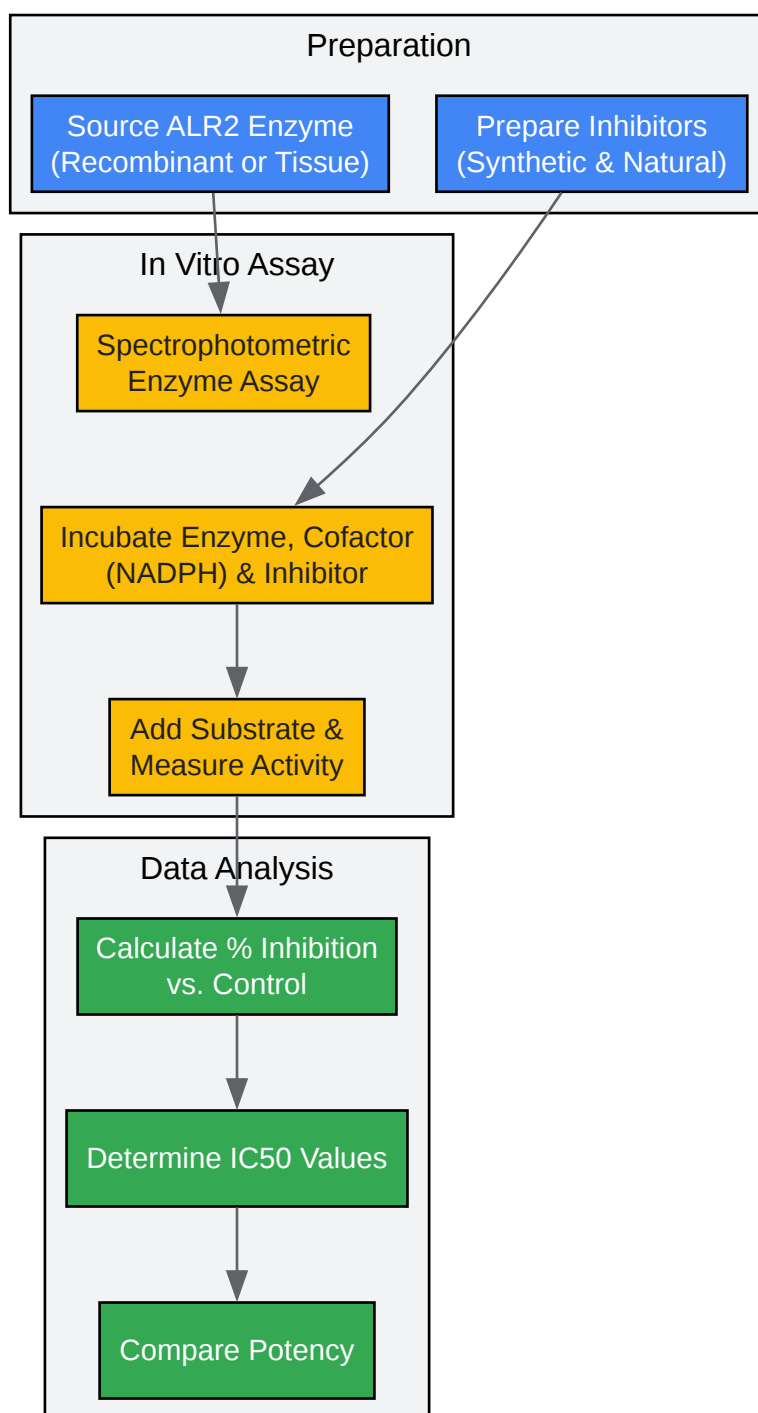 Preparation
Source ALR2 Enzyme
(Recombinant or Tissue)
Prepare Inhibitors
(Synthetic & Natural)
In Vitro Assay
Spectrophotometric
Enzyme Assay
Incubate Enzyme, Cofactor
(NADPH) & Inhibitor
Add Substrate &
Measure Activity
Data Analysis
Calculate % Inhibition
vs. Control
Determine IC50 Values
Compare Potency